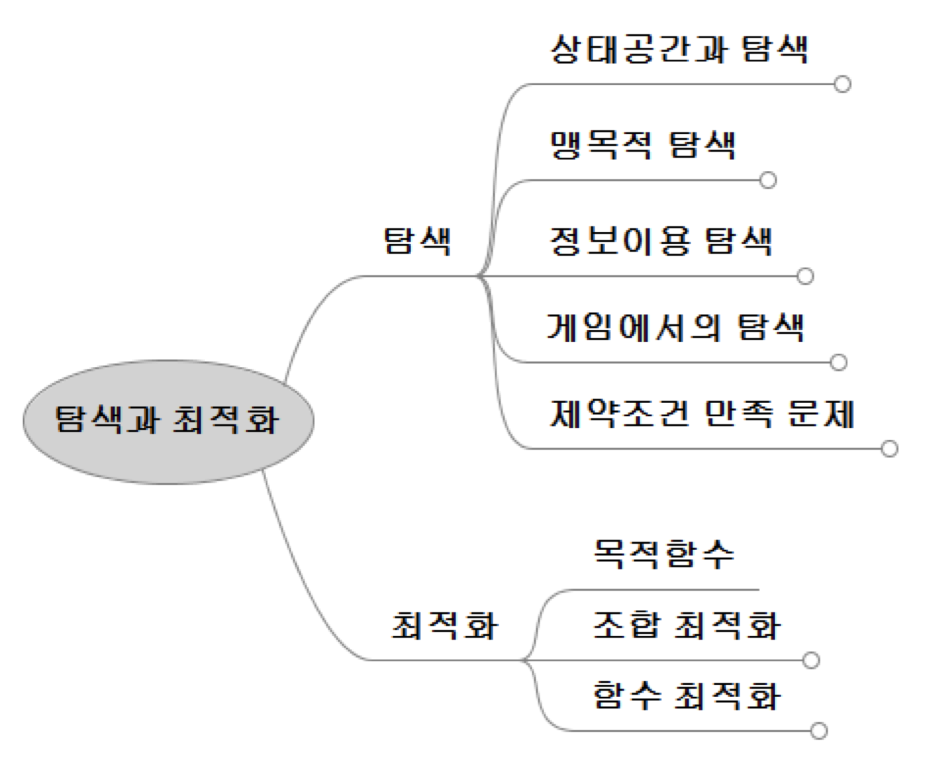 탐색과 최적화
탐색
상태공간과 탐색
맹목적 탐색
정보이용 탐색
게임에서의 탐색
제약조건 만족 문제
최적화
목적함수
조합 최적화
함수 최적화